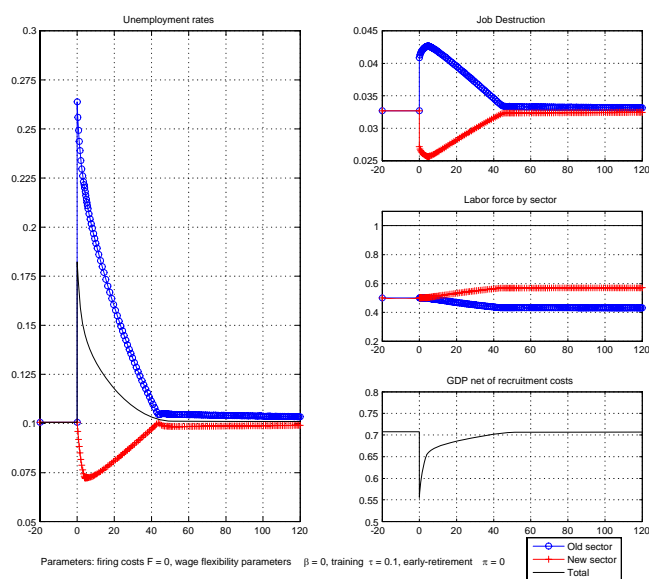 Unemployment rates
0.3
0.275
0.25
0.225
0.2
0.175
0.15
0.125
0.1
0.075
0.05
-20 0 20 40 60 80 100 120
Job Destruction
0.045
0.04
0.035
0.03
0.025
-20 0 20 40 60 80 100 120
Labor force by sector
1
0.8
0.6
0.4
0.2
-20 0 20 40 60 80 100 120
GDP net of recruitment costs
0.8
0.75
0.7
0.65
0.6
0.55
0.5
-20 0 20 40 60 80 100 120
Parameters: firing costs F = 0, wage flexibility parameters β = 0, training τ = 0.1, early-retirement π = 0
Old sector
New sector
Total